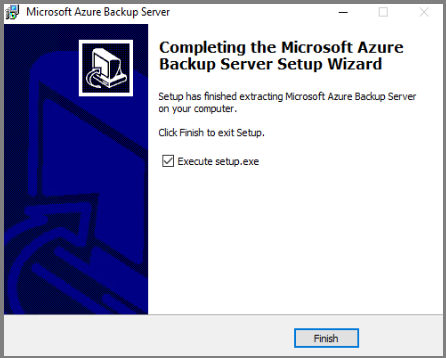 Microsoft Azure Backup Server
Completing the Microsoft Azure
Backup Server Setup Wizard
Setup has finished extracting Microsoft Azure Backup Server
on your computer.
Click Finish to exit Setup.
Execute setup.exe
Finish